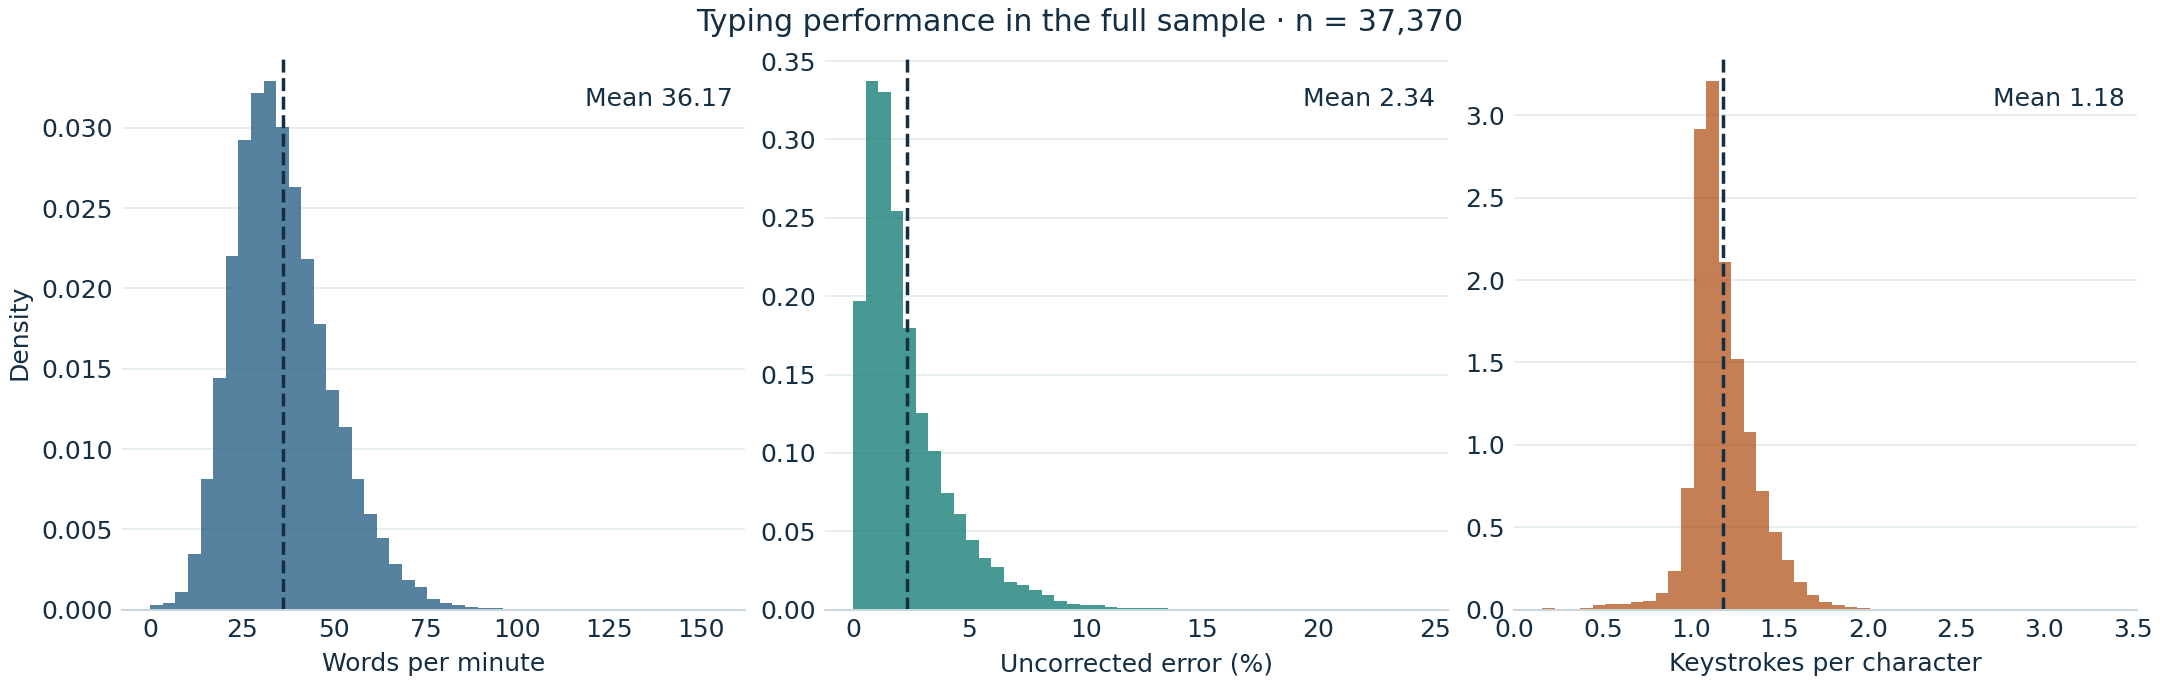 Typing performance in the full sample · n = 37,370
Density
0.030
0.025
0.020
0.015
0.010
0.005
0.000
Mean 36.17
0 25 50 75 100 125 150
Words per minute
0.35
0.30
0.25
0.20
0.15
0.10
0.05
0.00
Mean 2.34
0 5 10 15 20 25
Uncorrected error (%)
3.0
2.5
2.0
1.5
1.0
0.5
0.0
Mean 1.18
0.0 0.5 1.0 1.5 2.0 2.5 3.0 3.5
Keystrokes per character